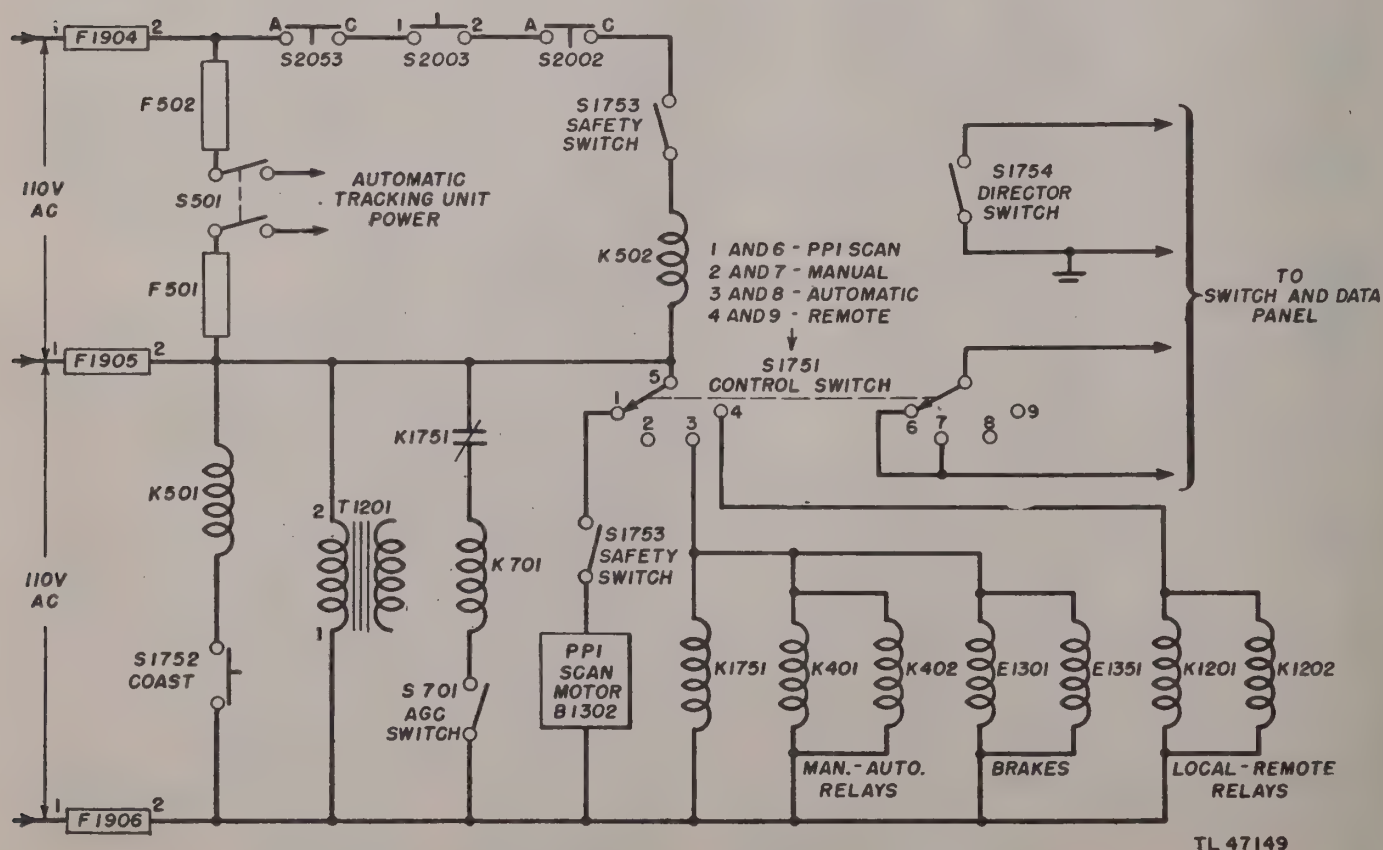 1 F1904 2
A C
S2053
1 2
S2003
A C
S2002
F502
S1753
SAFETY
SWITCH
S1754
DIRECTOR
SWITCH
110V
AC
S501
AUTOMATIC
TRACKING UNIT
POWER
K502
1 AND 6 - PPI SCAN
2 AND 7 - MANUAL
3 AND 8 - AUTOMATIC
4 AND 9 - REMOTE
TO
SWITCH AND DATA
PANEL
F501
1 F1905 2
S1751
CONTROL SWITCH
5
1
2
3
4
6
7
8
9
K1751
K501
T1201
2
1
K701
S1753
SAFETY
SWITCH
110V
AC
S1752
COAST
S701
AGC
SWITCH
PPI
SCAN
MOTOR
B1302
K1751
K401
K402
E1301
E1351
K1201
K1202
MAN.-AUTO.
RELAYS
BRAKES
LOCAL-REMOTE
RELAYS
1 F1906 2
TL 47149